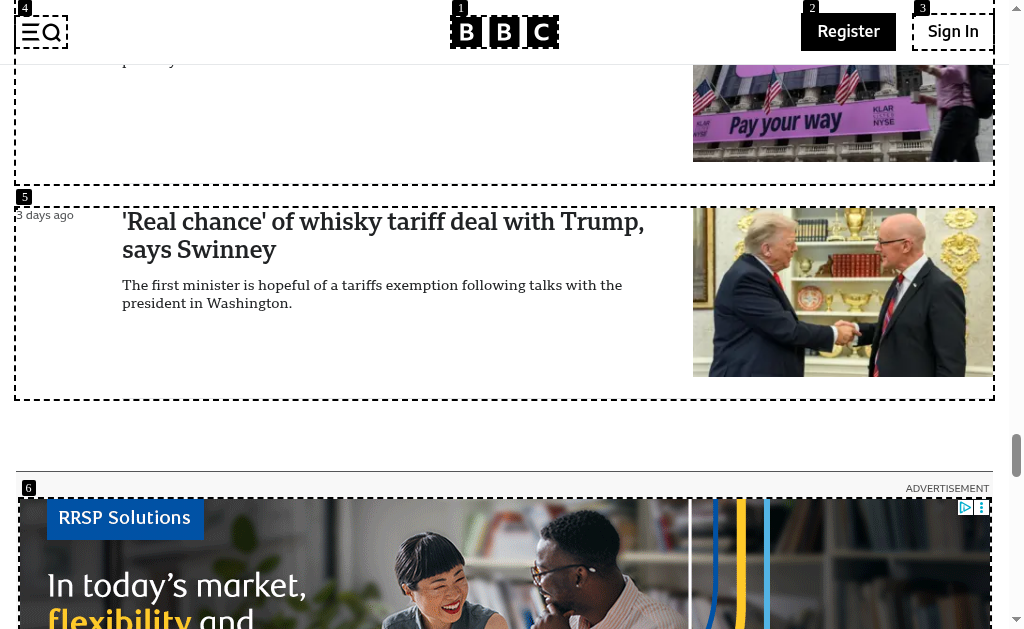 4
1
2
3
BBC
Register
Sign In
Pay your way
KLAR
NYSE
5
3 days ago
'Real chance' of whisky tariff deal with Trump,
says Swinney
The first minister is hopeful of a tariffs exemption following talks with the
president in Washington.
6
ADVERTISEMENT
RRSP Solutions
In today's market,
flexibility and